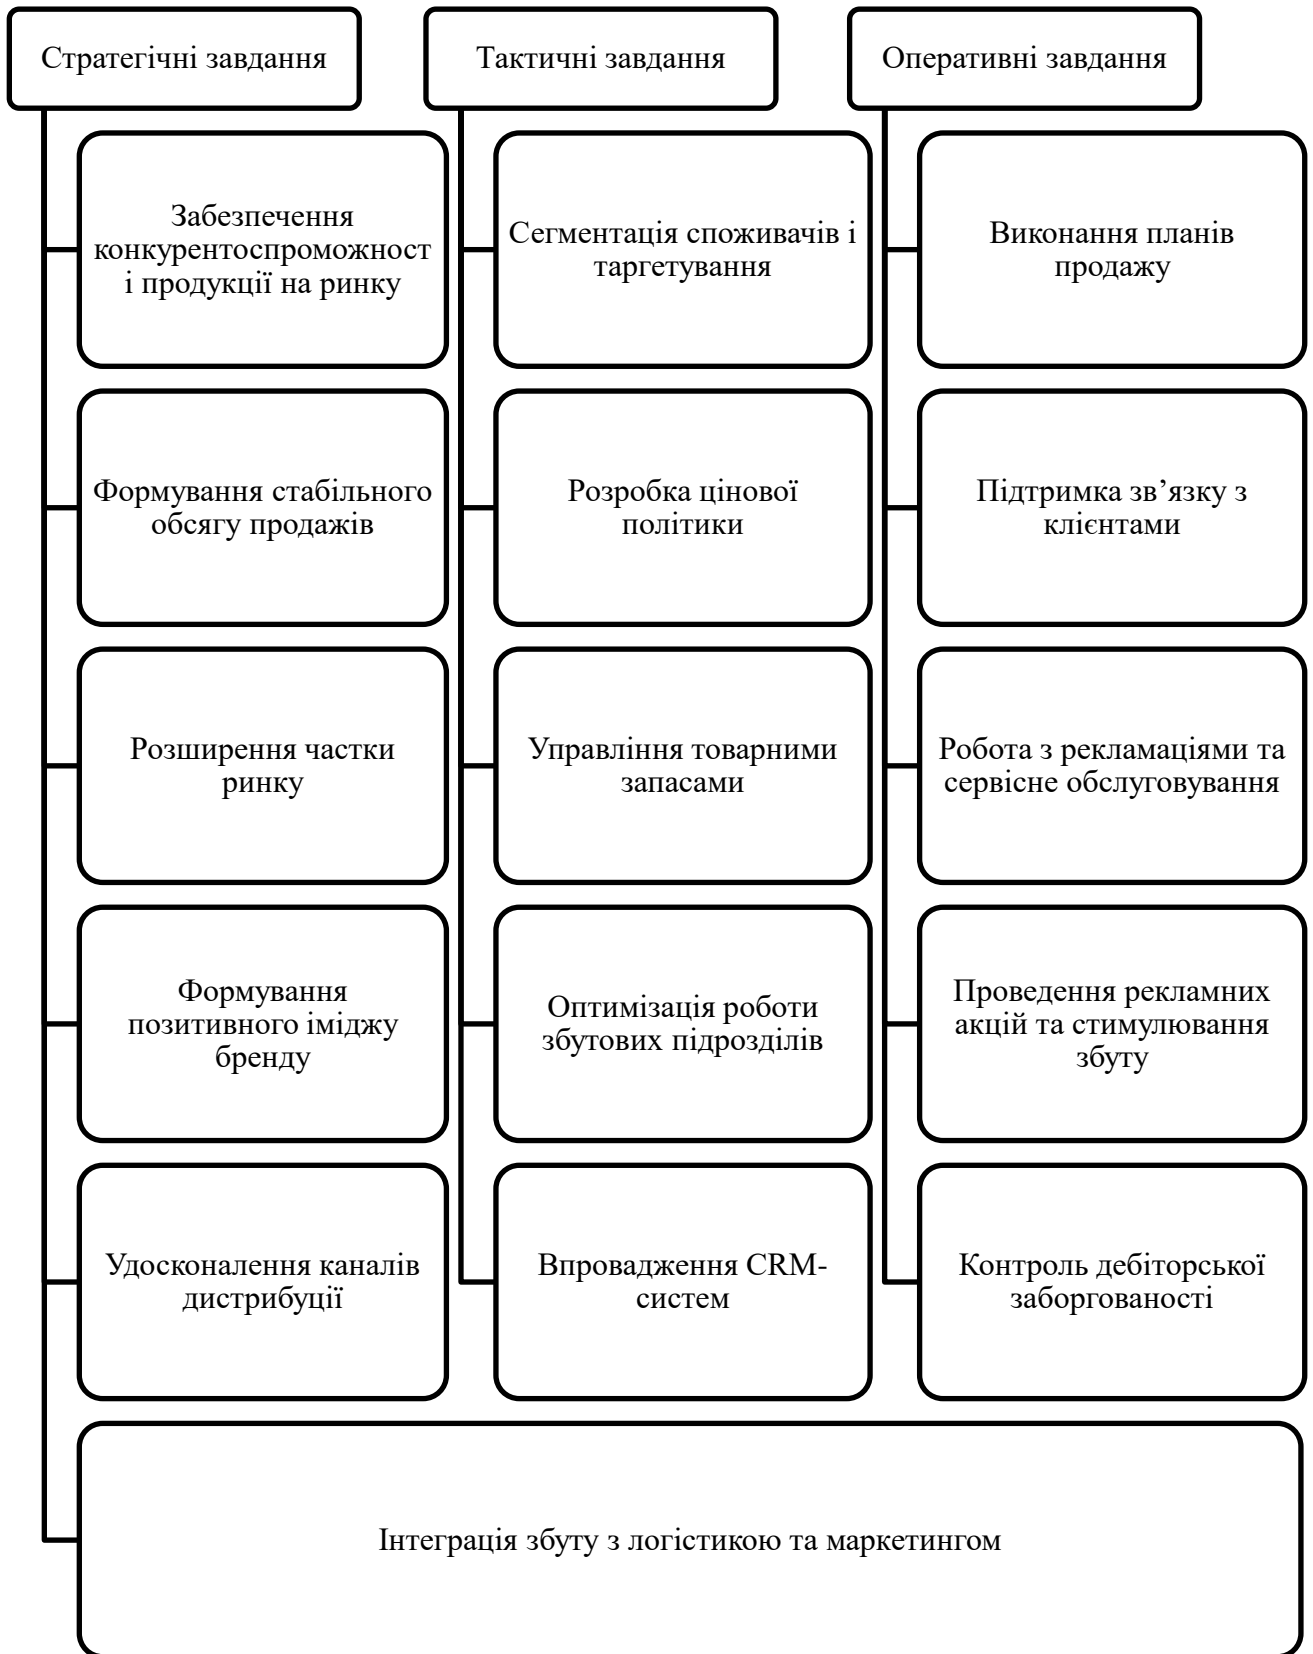 Стратегічні завдання
Забезпечення
конкурентоспроможност
і продукції на ринку
Формування стабільного
обсягу продажів
Розширення частки
ринку
Формування
позитивного іміджу
бренду
Удосконалення каналів
дистрибуції
Інтеграція збуту з логістикою та маркетингом
Тактичні завдання
Сегментація споживачів і
таргетування
Розробка цінової
політики
Управління товарними
запасами
Оптимізація роботи
збутових підрозділів
Впровадження CRM-
систем
Оперативні завдання
Виконання планів
продажу
Підтримка зв’язку з
клієнтами
Робота з рекламаціями та
сервісне обслуговування
Проведення рекламних
акцій та стимулювання
збуту
Контроль дебіторської
заборгованості